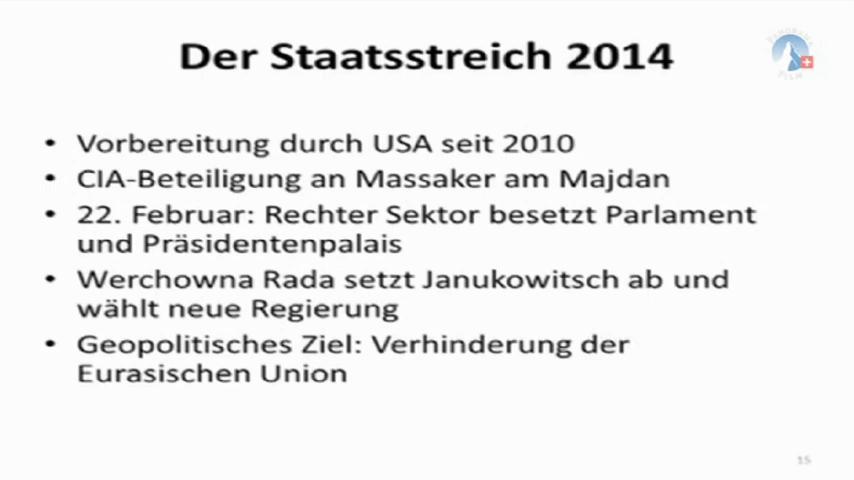 Der Staatsstreich 2014
PANORAMA
FILM
• Vorbereitung durch USA seit 2010
• CIA-Beteiligung an Massaker am Majdan
• 22. Februar: Rechter Sektor besetzt Parlament
und Präsidentenpalais
• Werchowna Rada setzt Janukowitsch ab und
wählt neue Regierung
• Geopolitisches Ziel: Verhinderung der
Eurasischen Union
15